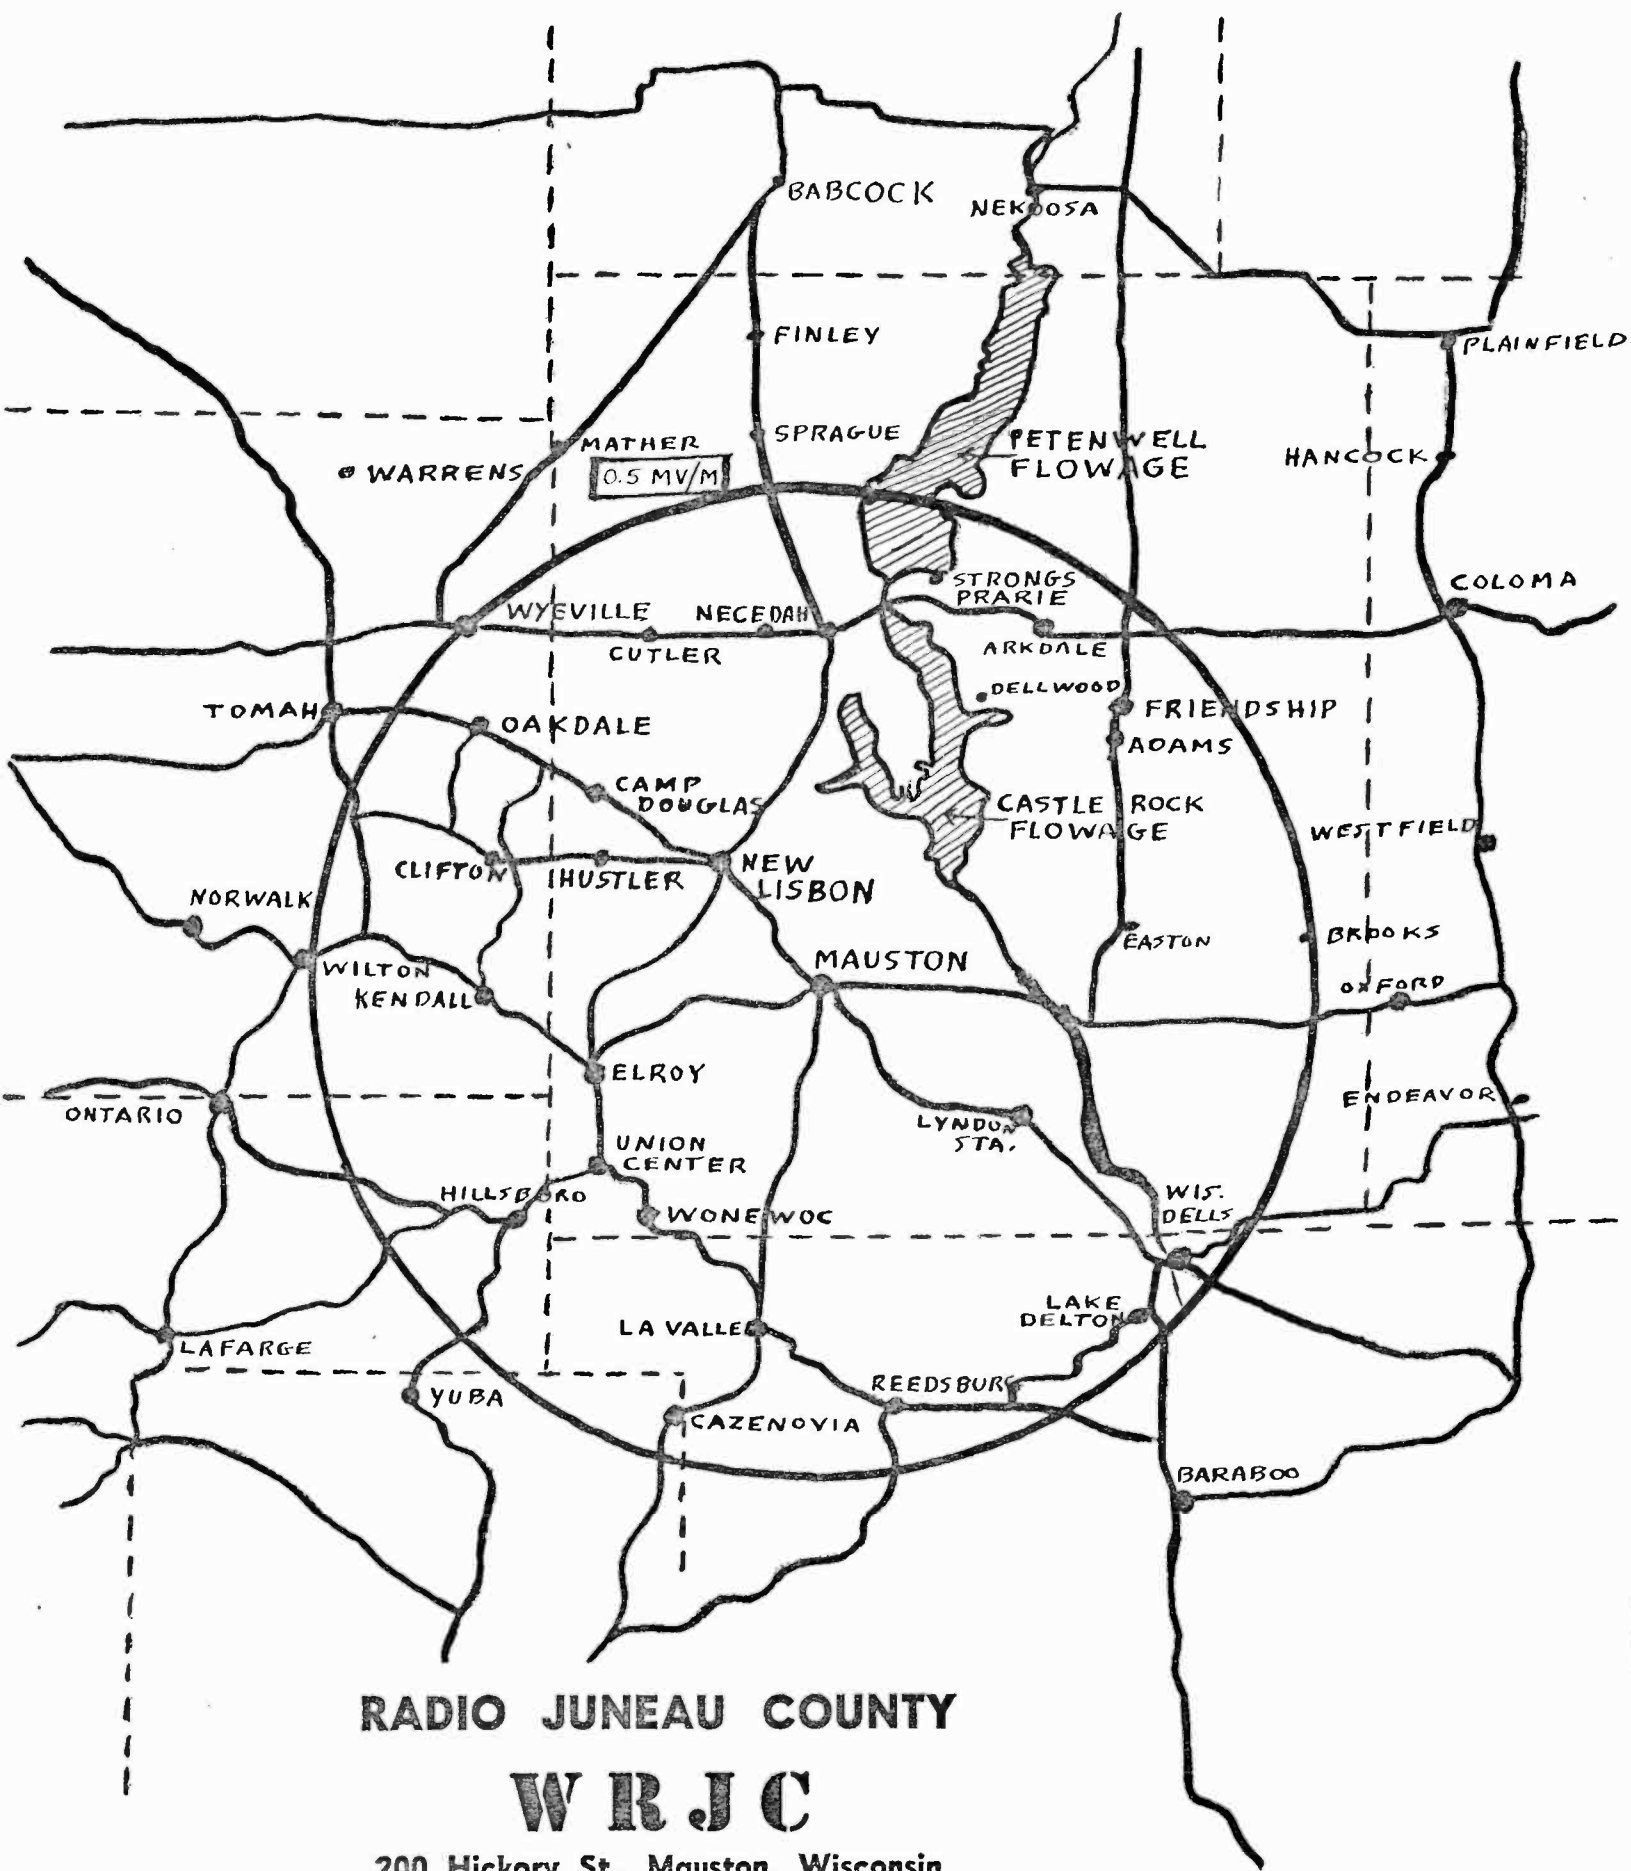 BABCOCK
NEKOOSA
FINLEY
PLAINFIELD
MATHER
SPRAGUE
PETENWELL
FLOWAGE
HANCOCK
WARRENS
0.5 MV/M
STRONGS
PRARIE
COLOMA
WYEVILLE
NECEDAH
CUTLER
ARKDALE
DELLWOOD
TOMAH
OAKDALE
FRIENDSHIP
ADAMS
CAMP
DOUGLAS
CASTLE ROCK
FLOWAGE
WESTFIELD
CLIFTON
HUSTLER
NEW
LISBON
NORWALK
EASTON
BROOKS
WILTON
MAUSTON
KENDALL
OXFORD
ELROY
ONTARIO
ENDEAVOR
LYNDON
STA.
UNION
CENTER
HILLSBORO
WONEWOC
WIS.
DELLS
LAKE
DELTON
LA VALLE
LAFARGE
YUBA
REEDSBURG
CAZENOVIA
BARABOO
RADIO JUNEAU COUNTY
WRJC
200 Hickory St. Mauston, Wisconsin